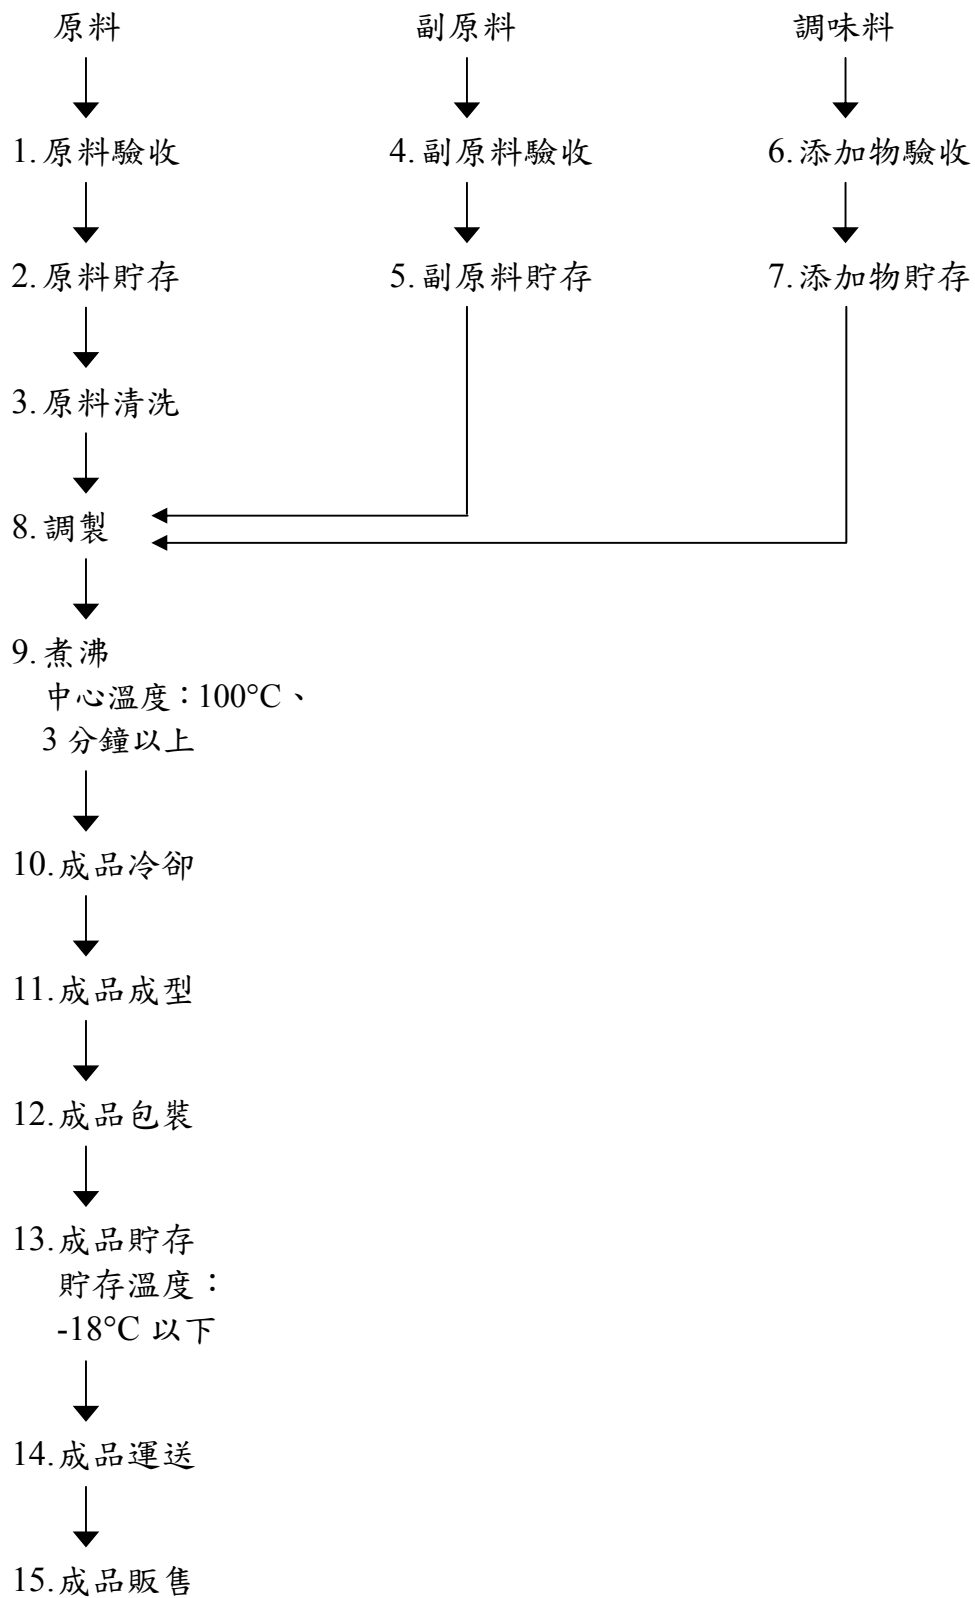 原料 副原料 調味料
1.原料驗收 4.副原料驗收 6.添加物驗收
2.原料貯存 5.副原料貯存 7.添加物貯存
3.原料清洗
8.調製
9.煮沸
中心溫度：100°C、
3 分鐘以上
10.成品冷卻
11.成品成型
12.成品包裝
13.成品貯存
貯存溫度：
-18°C 以下
14.成品運送
15.成品販售